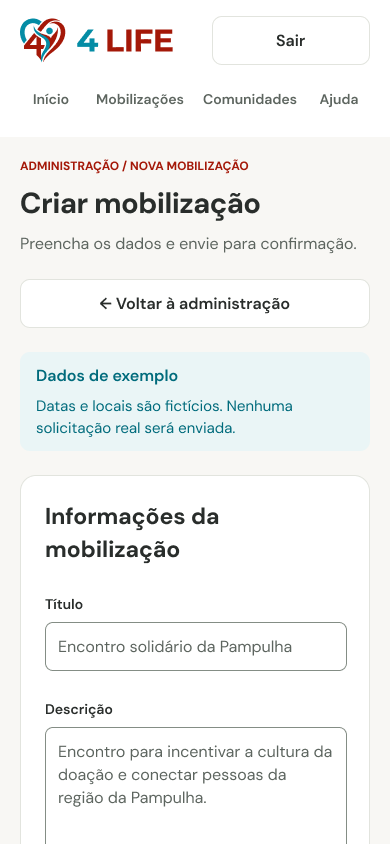 4 4 LIFE
Sair
Início Mobilizações Comunidades Ajuda
ADMINISTRAÇÃO / NOVA MOBILIZAÇÃO
Criar mobilização
Preencha os dados e envie para confirmação.
← Voltar à administração
Dados de exemplo
Datas e locais são fictícios. Nenhuma
solicitação real será enviada.
Informações da
mobilização
Título
Encontro solidário da Pampulha
Descrição
Encontro para incentivar a cultura da
doação e conectar pessoas da
região da Pampulha.